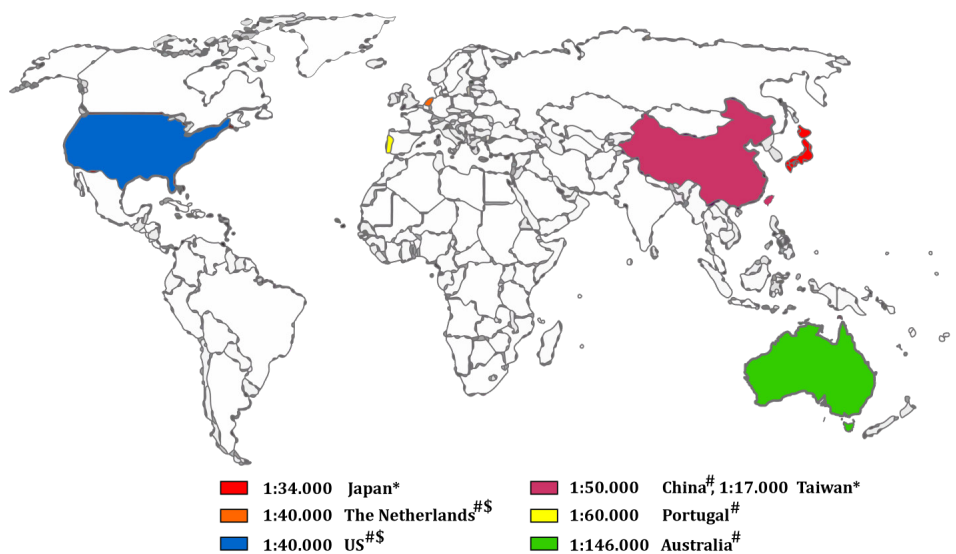 1:34.000 Japan*
1:40.000 The Netherlands#$
1:40.000 US#$
1:50.000 China#, 1:17.000 Taiwan*
1:60.000 Portugal#
1:146.000 Australia#